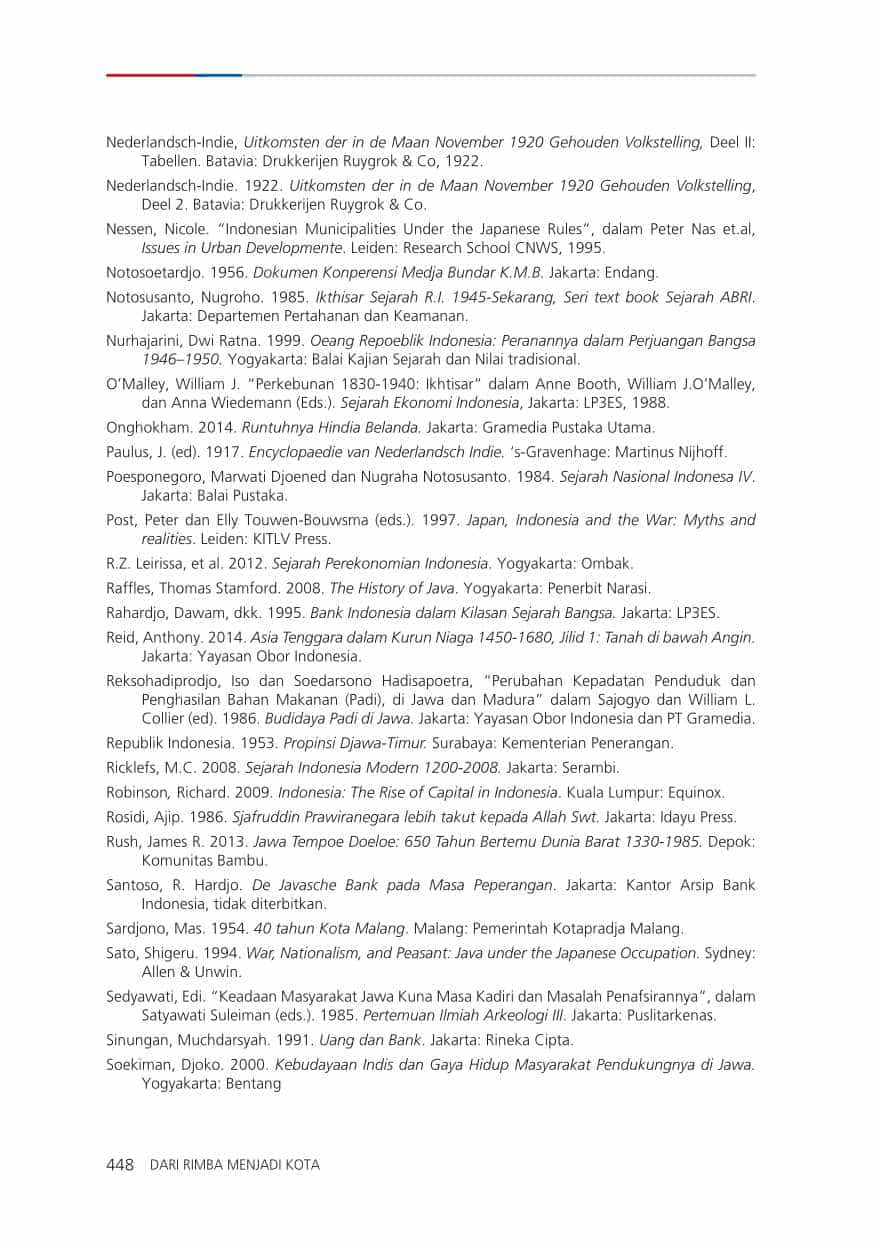 Nederlandsch-Indie, Uitkomsten der in de Maan November 1920 Gehouden Volkstelling, Deel II:
Tabellen. Batavia: Drukkerijen Ruygrok & Co, 1922.
Nederlandsch-Indie. 1922. Uitkomsten der in de Maan November 1920 Gehouden Volkstelling,
Deel 2. Batavia: Drukkerijen Ruygrok & Co.
Nessen, Nicole. “Indonesian Municipalities Under the Japanese Rules”, dalam Peter Nas et.al,
Issues in Urban Developmente. Leiden: Research School CNWS, 1995.
Notosoetardjo. 1956. Dokumen Konperensi Medja Bundar K.M.B. Jakarta: Endang.
Notosusanto, Nugroho. 1985. Ikthisar Sejarah R.I. 1945-Sekarang, Seri text book Sejarah ABRI.
Jakarta: Departemen Pertahanan dan Keamanan.
Nurhajarini, Dwi Ratna. 1999. Oeang Repoeblik Indonesia: Peranannya dalam Perjuangan Bangsa
1946–1950. Yogyakarta: Balai Kajian Sejarah dan Nilai tradisional.
O’Malley, William J. “Perkebunan 1830-1940: Ikhtisar” dalam Anne Booth, William J.O’Malley,
dan Anna Wiedemann (Eds.). Sejarah Ekonomi Indonesia, Jakarta: LP3ES, 1988.
Onghokham. 2014. Runtuhnya Hindia Belanda. Jakarta: Gramedia Pustaka Utama.
Paulus, J. (ed). 1917. Encyclopaedie van Nederlandsch Indie. ‘s-Gravenhage: Martinus Nijhoff.
Poesponegoro, Marwati Djoened dan Nugraha Notosusanto. 1984. Sejarah Nasional Indonesa IV.
Jakarta: Balai Pustaka.
Post, Peter dan Elly Touwen-Bouwsma (eds.). 1997. Japan, Indonesia and the War: Myths and
realities. Leiden: KITLV Press.
R.Z. Leirissa, et al. 2012. Sejarah Perekonomian Indonesia. Yogyakarta: Ombak.
Raffles, Thomas Stamford. 2008. The History of Java. Yogyakarta: Penerbit Narasi.
Rahardjo, Dawam, dkk. 1995. Bank Indonesia dalam Kilasan Sejarah Bangsa. Jakarta: LP3ES.
Reid, Anthony. 2014. Asia Tenggara dalam Kurun Niaga 1450-1680, Jilid 1: Tanah di bawah Angin.
Jakarta: Yayasan Obor Indonesia.
Reksohadiprodjo, Iso dan Soedarsono Hadisapoetra, “Perubahan Kepadatan Penduduk dan
Penghasilan Bahan Makanan (Padi), di Jawa dan Madura” dalam Sajogyo dan William L.
Collier (ed). 1986. Budidaya Padi di Jawa. Jakarta: Yayasan Obor Indonesia dan PT Gramedia.
Republik Indonesia. 1953. Propinsi Djawa-Timur. Surabaya: Kementerian Penerangan.
Ricklefs, M.C. 2008. Sejarah Indonesia Modern 1200-2008. Jakarta: Serambi.
Robinson, Richard. 2009. Indonesia: The Rise of Capital in Indonesia. Kuala Lumpur: Equinox.
Rosidi, Ajip. 1986. Sjafruddin Prawiranegara lebih takut kepada Allah Swt. Jakarta: Idayu Press.
Rush, James R. 2013. Jawa Tempoe Doeloe: 650 Tahun Bertemu Dunia Barat 1330-1985. Depok:
Komunitas Bambu.
Santoso, R. Hardjo. De Javasche Bank pada Masa Peperangan. Jakarta: Kantor Arsip Bank
Indonesia, tidak diterbitkan.
Sardjono, Mas. 1954. 40 tahun Kota Malang. Malang: Pemerintah Kotapradja Malang.
Sato, Shigeru. 1994. War, Nationalism, and Peasant: Java under the Japanese Occupation. Sydney:
Allen & Unwin.
Sedyawati, Edi. “Keadaan Masyarakat Jawa Kuna Masa Kadiri dan Masalah Penafsirannya”, dalam
Satyawati Suleiman (eds.). 1985. Pertemuan Ilmiah Arkeologi III. Jakarta: Puslitarkenas.
Sinungan, Muchdarsyah. 1991. Uang dan Bank. Jakarta: Rineka Cipta.
Soekiman, Djoko. 2000. Kebudayaan Indis dan Gaya Hidup Masyarakat Pendukungnya di Jawa.
Yogyakarta: Bentang
448 DARI RIMBA MENJADI KOTA